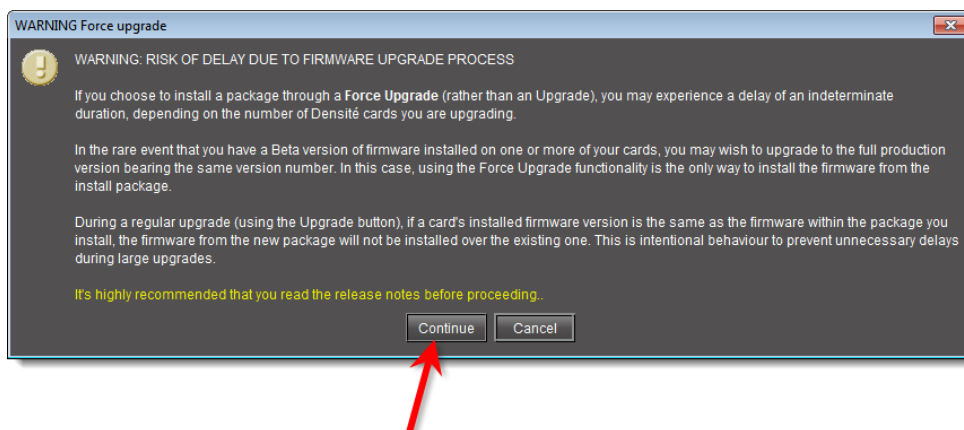 WARNING Force upgrade
WARNING: RISK OF DELAY DUE TO FIRMWARE UPGRADE PROCESS
If you choose to install a package through a Force Upgrade (rather than an Upgrade), you may experience a delay of an indeterminate
duration, depending on the number of Densité cards you are upgrading.
In the rare event that you have a Beta version of firmware installed on one or more of your cards, you may wish to upgrade to the full production
version bearing the same version number. In this case, using the Force Upgrade functionality is the only way to install the firmware from the
install package.
During a regular upgrade (using the Upgrade button), if a card's installed firmware version is the same as the firmware within the package you
install, the firmware from the new package will not be installed over the existing one. This is intentional behaviour to prevent unnecessary delays
during large upgrades.
It's highly recommended that you read the release notes before proceeding..
Continue Cancel